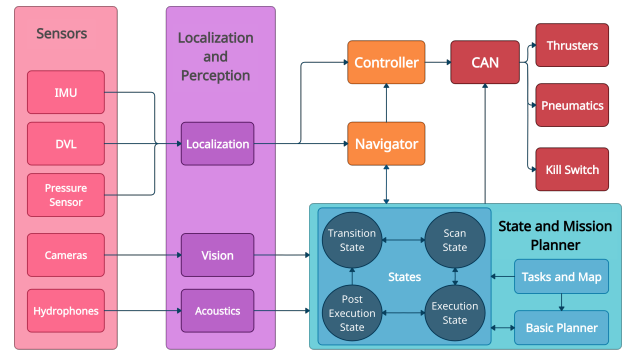 Sensors
IMU
DVL
Pressure
Sensor
Cameras
Hydrophones
Localization
and
Perception
Localization
Vision
Acoustics
Controller
Navigator
CAN
Thrusters
Pneumatics
Kill Switch
State and Mission
Planner
Transition
State
Scan
State
States
Post
Execution
State
Execution
State
Tasks and Map
Basic Planner